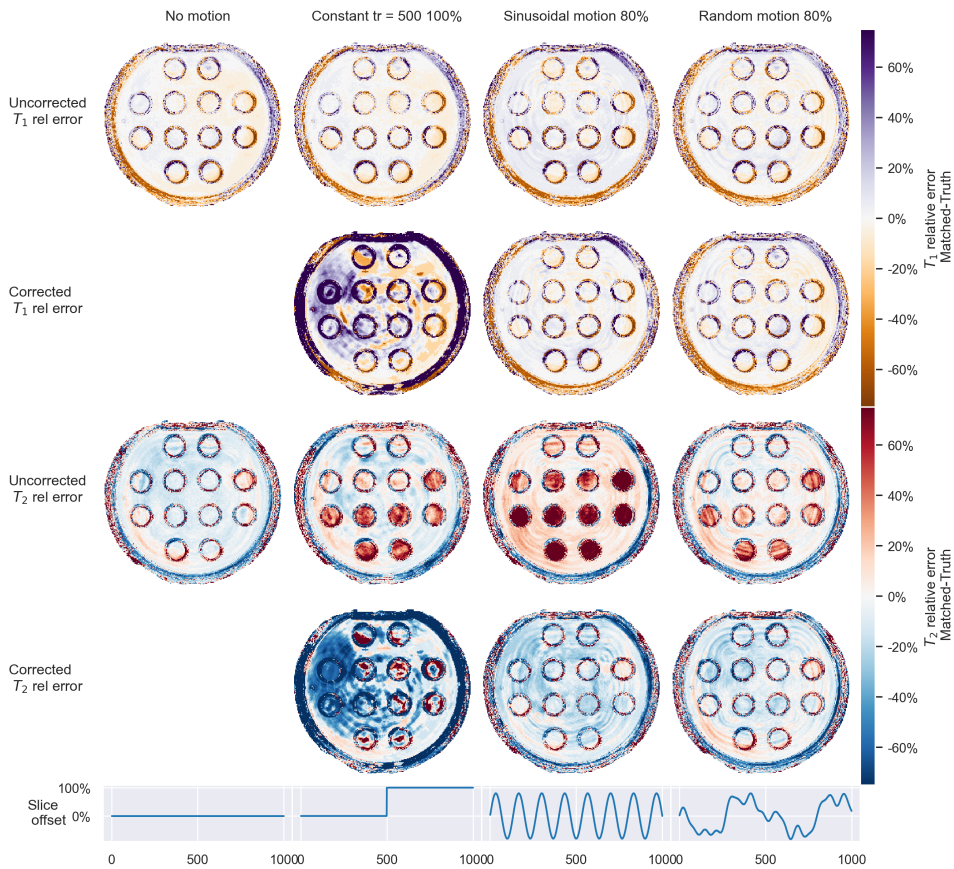 No motion
Constant tr = 500 100%
Sinusoidal motion 80%
Random motion 80%
Uncorrected
T1 rel error
60%
40%
20%
0%
-20%
-40%
-60%
T1 relative error
Matched-Truth
Corrected
T1 rel error
Uncorrected
T2 rel error
60%
40%
20%
0%
-20%
-40%
-60%
T2 relative error
Matched-Truth
Corrected
T2 rel error
Slice
offset
100%
0%
0 500 1000
0 500 1000
0 500 1000
0 500 1000